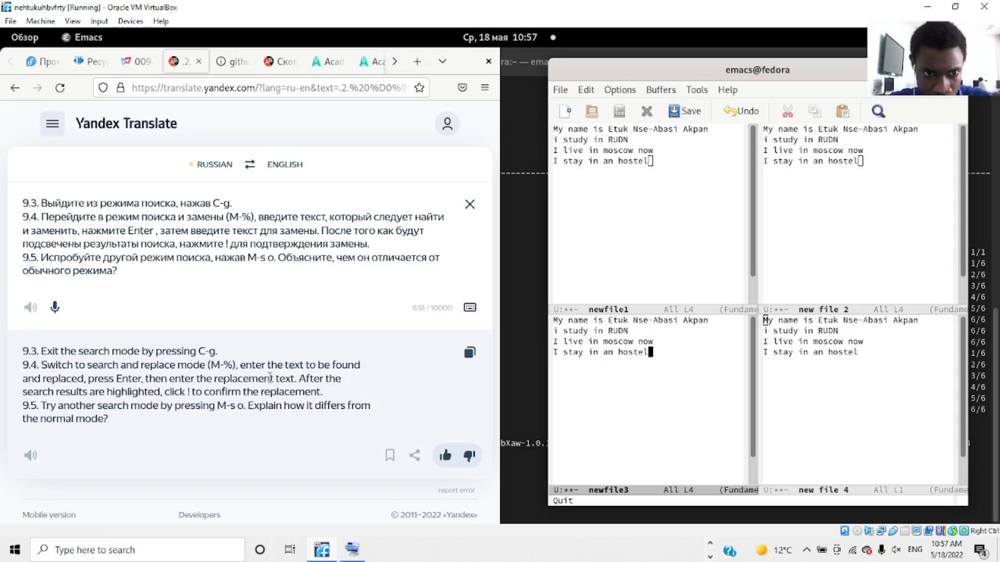 nehtukuhbvfrty [Running] - Oracle VM VirtualBox
File Machine View Input Devices Help
Обзор Emacs Ср, 18 мая 10:57
Про Ресу 009- .2. githu Скоп Acad Aca
ra:~ — ema
emacs@fedora
https://translate.yandex.com/?lang=ru-en&text=.2.%20%D0%9
File Edit Options Buffers Tools Help
Save Undo
Yandex Translate
RUSSIAN ENGLISH
9.3. Выйдите из режима поиска, нажав C-g.
9.4. Перейдите в режим поиска и замены (M-%), введите текст, который следует найти
и заменить, нажмите Enter , затем введите текст для замены. После того как будут
подсвечены результаты поиска, нажмите ! для подтверждения замены.
9.5. Испробуйте другой режим поиска, нажав M-s o. Объясните, чем он отличается от
обычного режима?
638 / 10000
9.3. Exit the search mode by pressing C-g.
9.4. Switch to search and replace mode (M-%), enter the text to be found
and replaced, press Enter, then enter the replacement text. After the
search results are highlighted, click ! to confirm the replacement.
9.5. Try another search mode by pressing M-s o. Explain how it differs from
the normal mode?
report error
Mobile version Developers © 2011–2022 «Yandex»
My name is Etuk Nse-Abasi Akpan
i study in RUDN
I live in moscow now
I stay in an hostel
U:**- newfile1 All L4 (Fundame
My name is Etuk Nse-Abasi Akpan
i study in RUDN
I live in moscow now
I stay in an hostel
U:**- new file 2 All L4 (Fundame
My name is Etuk Nse-Abasi Akpan
i study in RUDN
I live in moscow now
I stay in an hostel
U:**- newfile3 All L4 (Fundame
My name is Etuk Nse-Abasi Akpan
i study in RUDN
I live in moscow now
I stay in an hostel
U:**- new file 4 All L1 (Fundame
Quit
1/1
1/6
2/6
3/6
4/6
5/6
6/6
6/6
6/6
1/6
2/6
3/6
4/6
5/6
6/6
bXaw-1.0.1
Right Ctrl
Type here to search
12°C
ENG
10:57 AM
5/18/2022
4